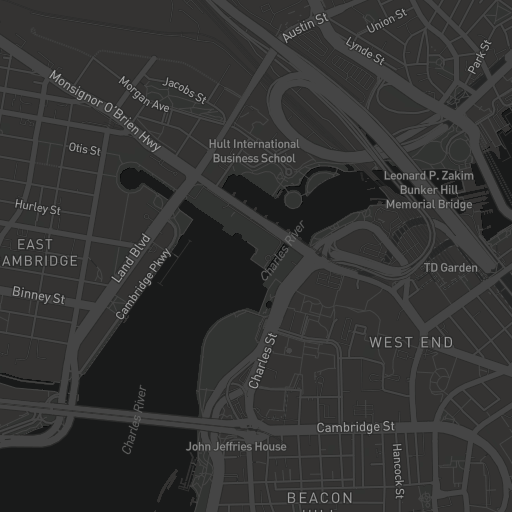 Austin St
Union St
Lynde St
Park St
Monsignor O'Brien Hwy
Jacobs St
Morgan Ave
Otis St
Hult International
Business School
Leonard P. Zakim
Bunker Hill
Memorial Bridge
Hurley St
EAST
AMBRIDGE
Land Blvd
Cambridge Pkwy
Charles River
TD Garden
Binney St
WEST END
Charles St
Charles River
Cambridge St
John Jeffries House
Hancock St
BEACON